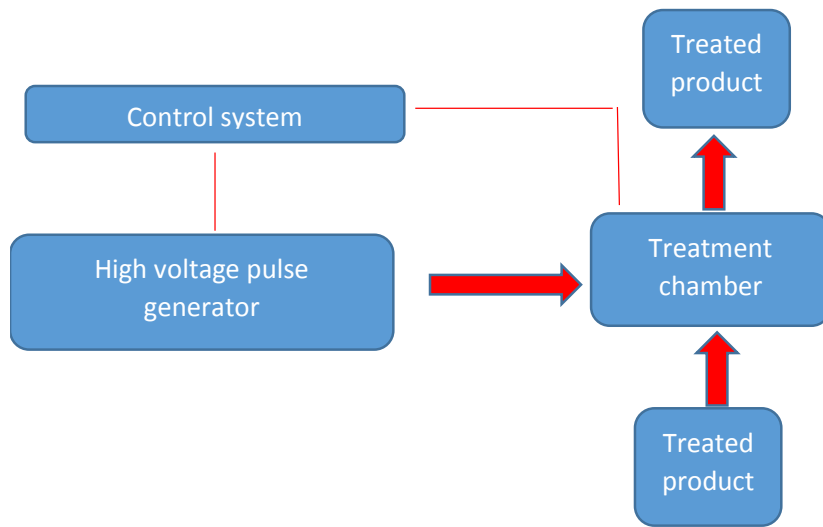 Treated
product
Control system
High voltage pulse
generator
Treatment
chamber
Treated
product